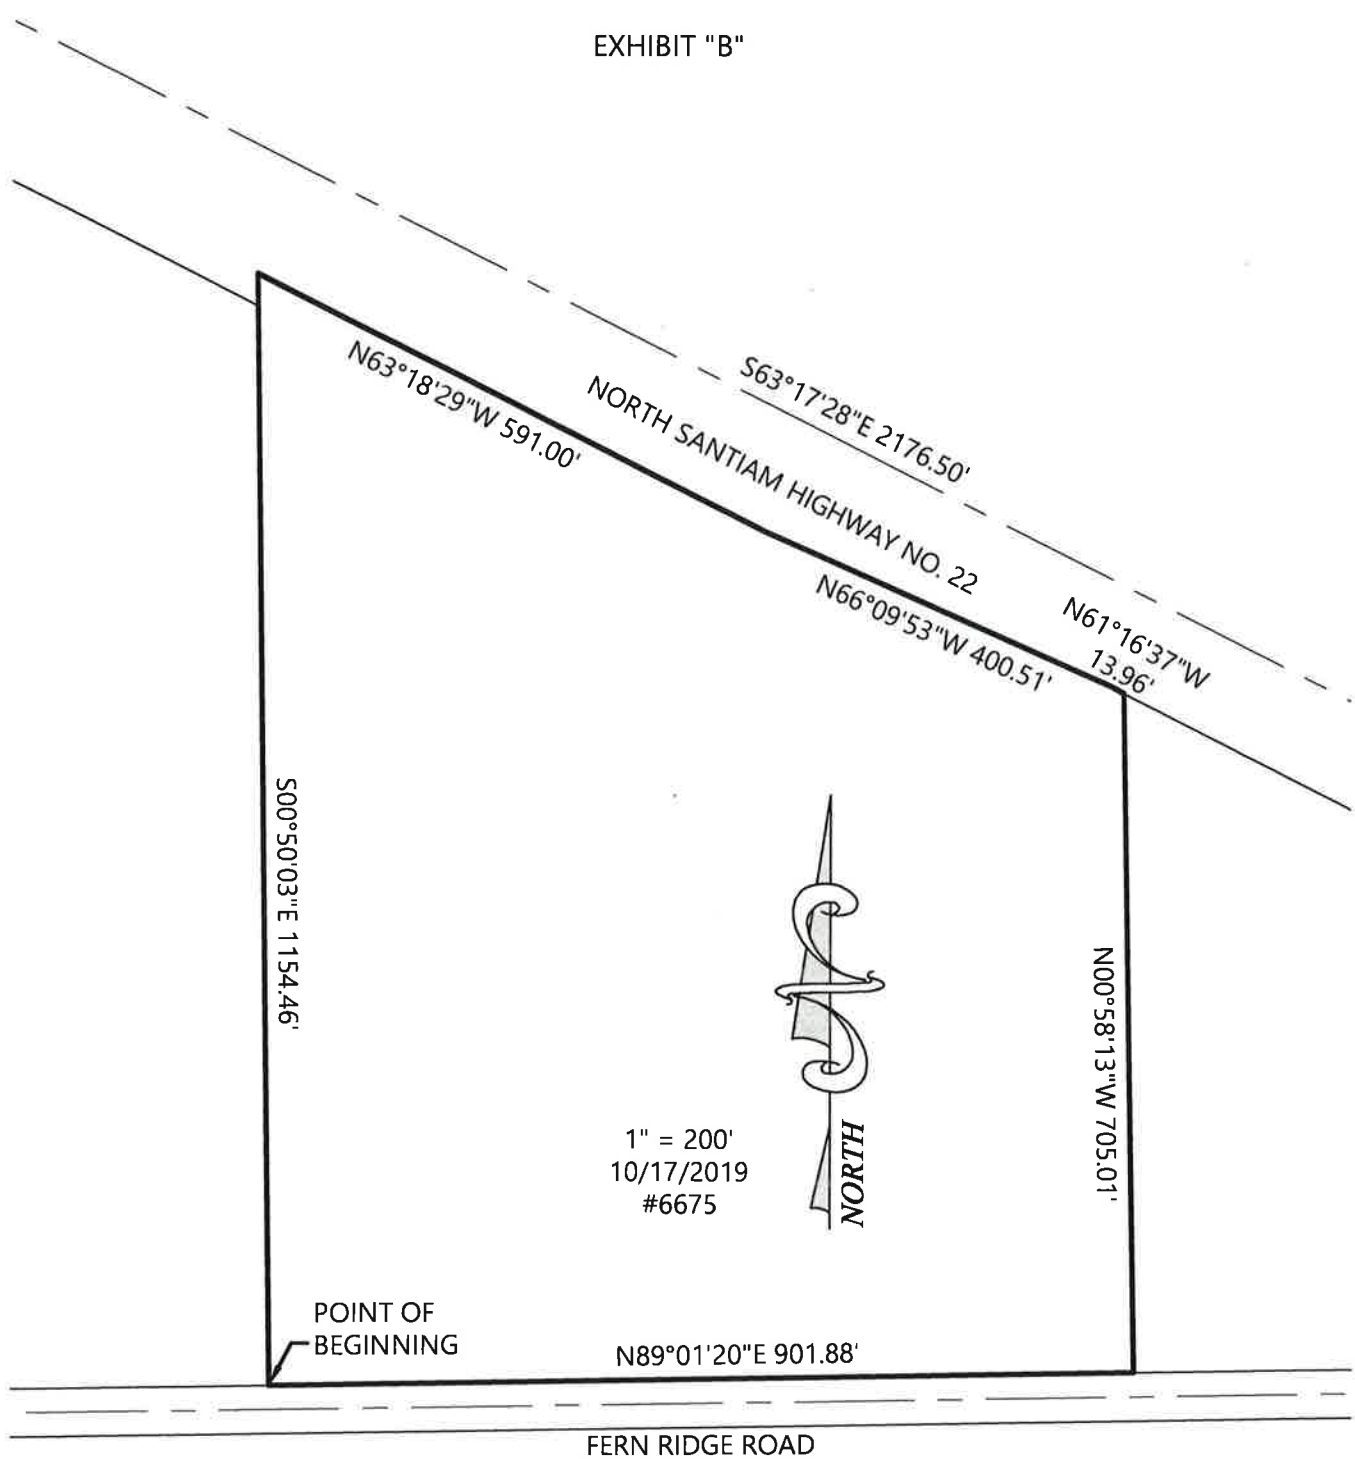 EXHIBIT "B"
S63°17'28"E 2176.50'
NORTH SANTIAM HIGHWAY NO. 22
N63°18'29"W 591.00'
N66°09'53"W 400.51'
N61°16'37"W
13.96'
S00°50'03"E 1154.46'
N00°58'13"W 705.01'
NORTH
1" = 200'
10/17/2019
#6675
POINT OF
BEGINNING
N89°01'20"E 901.88'
FERN RIDGE ROAD